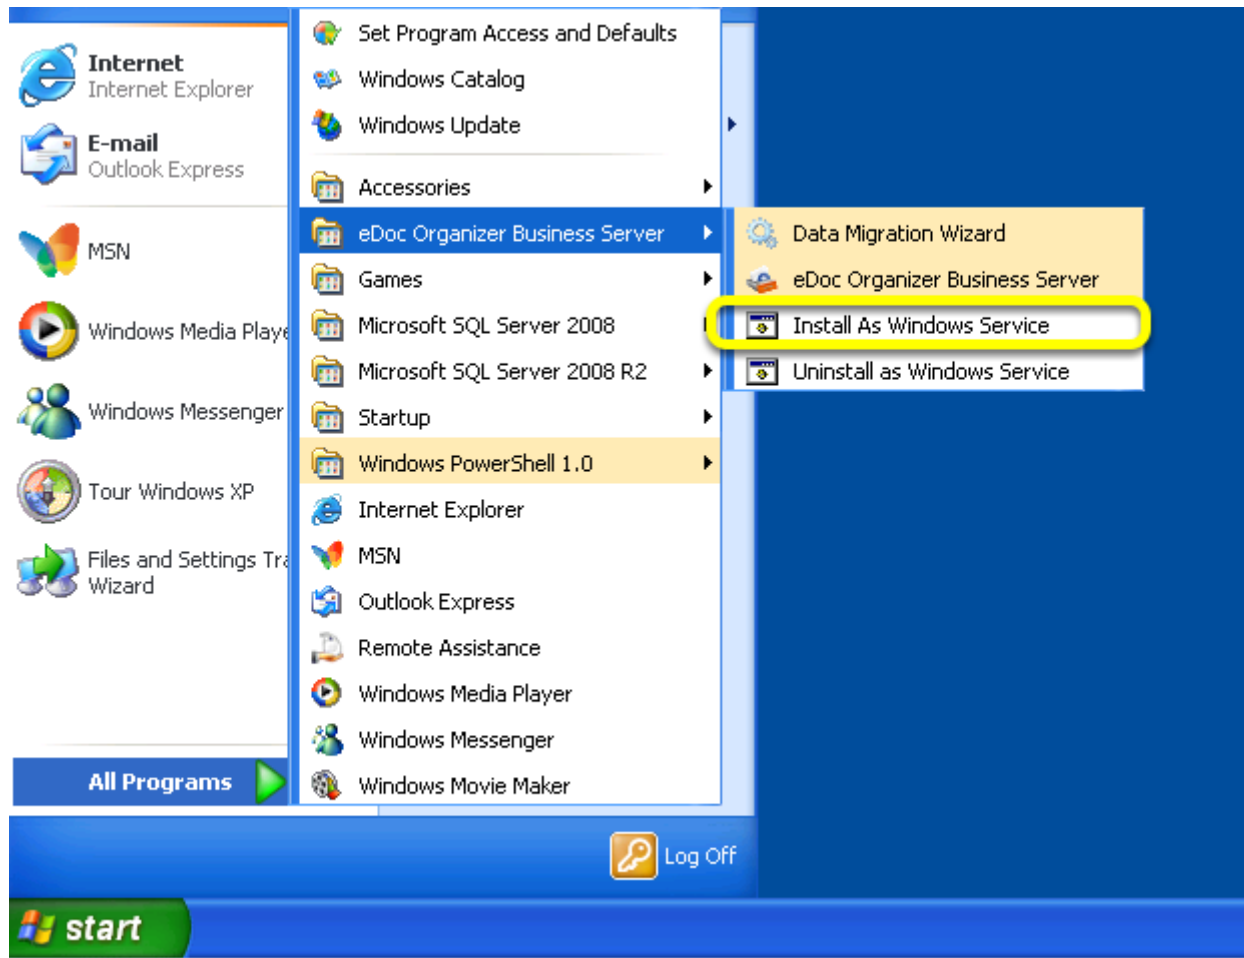 Internet
Internet Explorer
E-mail
Outlook Express
MSN
Windows Media Playe
Windows Messenger
Tour Windows XP
Files and Settings Tra
Wizard
All Programs
Set Program Access and Defaults
Windows Catalog
Windows Update
Accessories
eDoc Organizer Business Server
Games
Microsoft SQL Server 2008
Microsoft SQL Server 2008 R2
Startup
Windows PowerShell 1.0
Internet Explorer
MSN
Outlook Express
Remote Assistance
Windows Media Player
Windows Messenger
Windows Movie Maker
Data Migration Wizard
eDoc Organizer Business Server
Install As Windows Service
Uninstall as Windows Service
Log Off
start